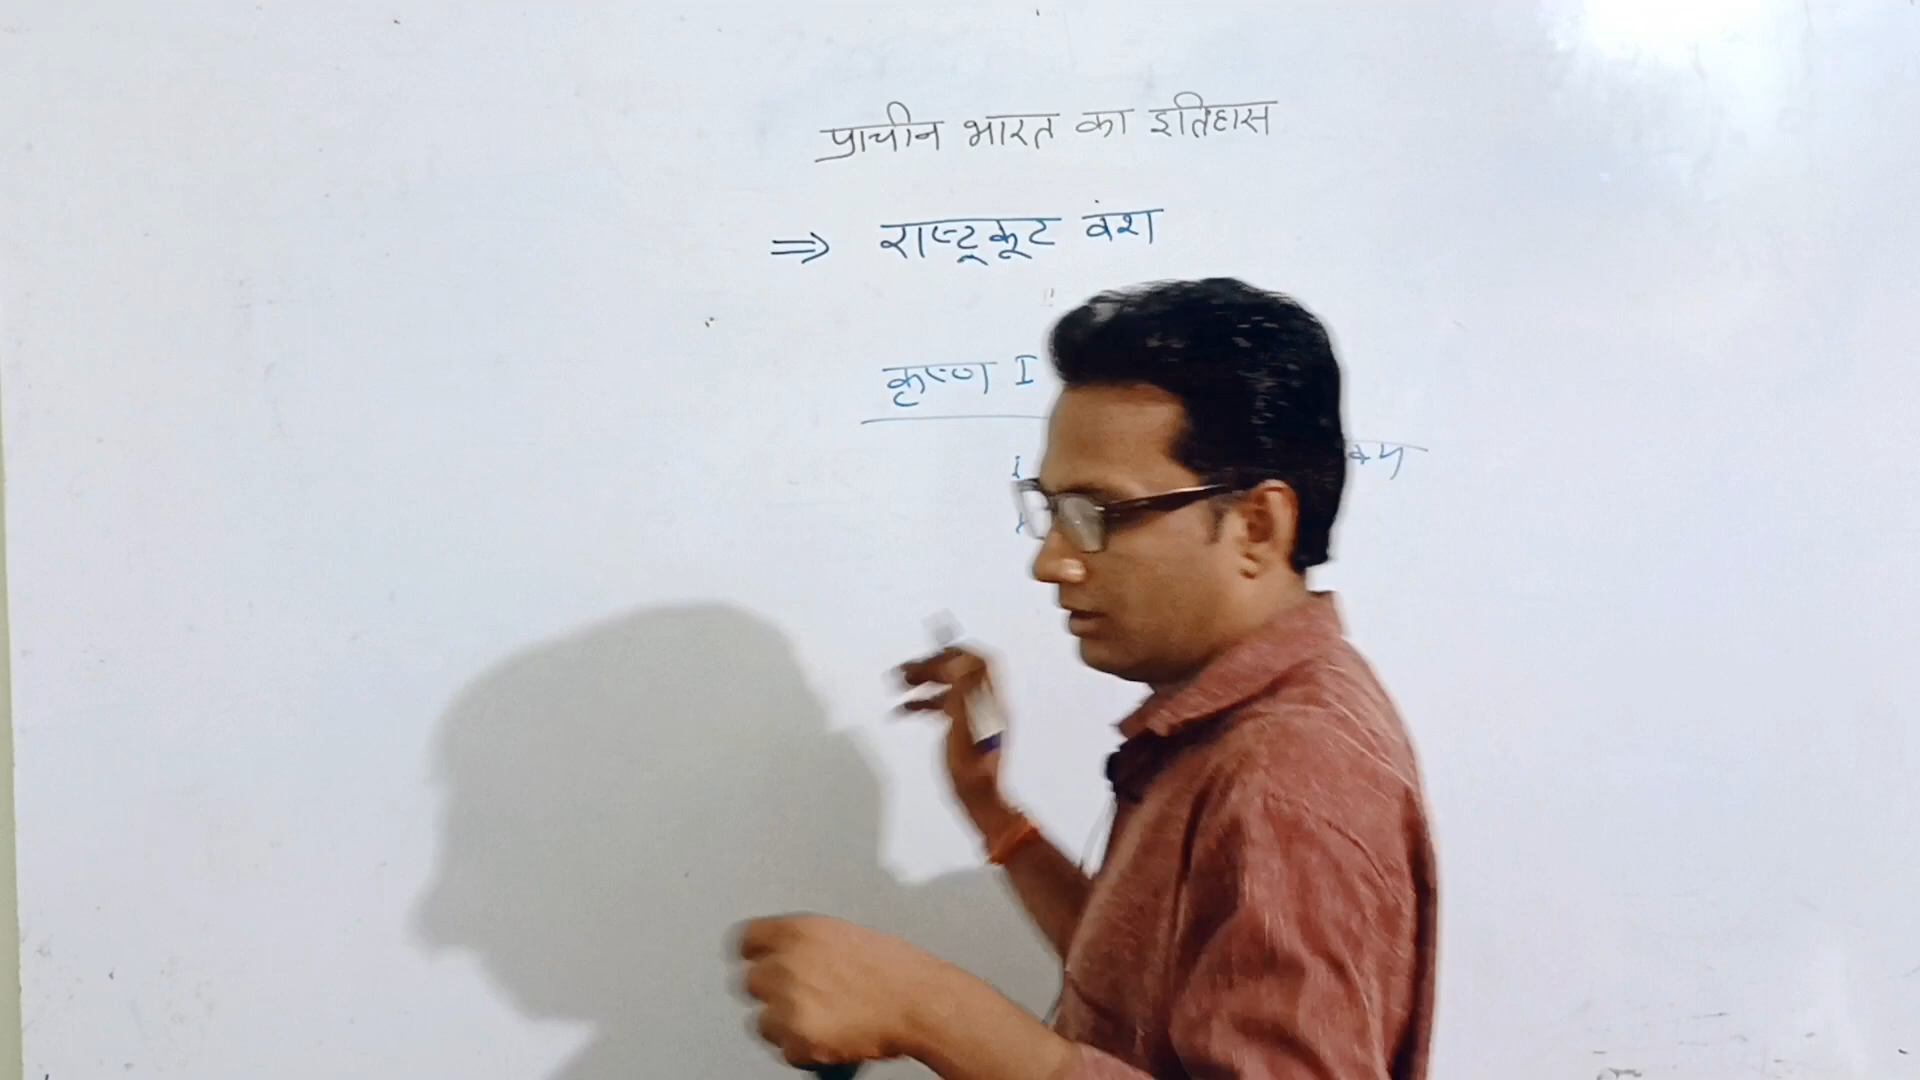 प्राचीन भारत का इतिहास
⇒ राष्ट्रकूट वंश
कृष्ण I